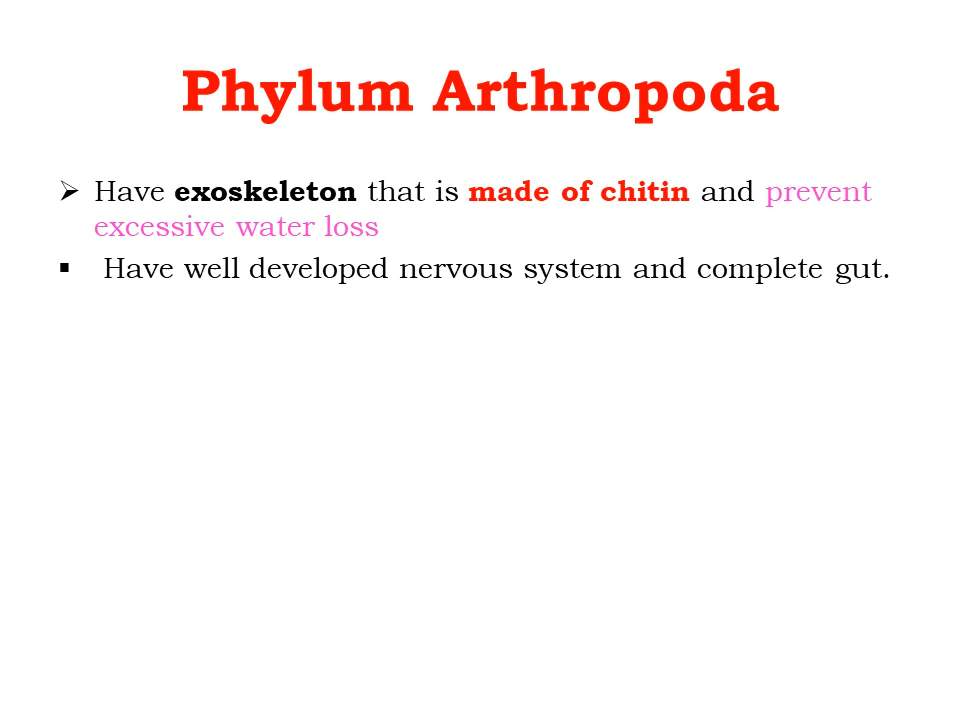 Phylum Arthropoda
➢ Have exoskeleton that is made of chitin and prevent
excessive water loss
▪ Have well developed nervous system and complete gut.